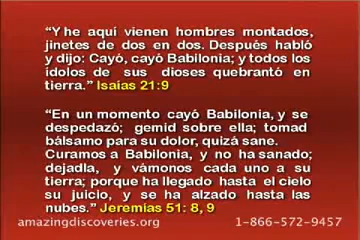 “Y he aquí vienen hombres montados,
jinetes de dos en dos. Después habló
y dijo: Cayó, cayó Babilonia; y todos los
ídolos de sus dioses quebrantó en
tierra.” Isaías 21:9
“En un momento cayó Babilonia, y se
despedazó; gemid sobre ella; tomad
bálsamo para su dolor, quizá sane.
Curamos a Babilonia, y no ha sanado;
dejadla, y vámonos cada uno a su
tierra; porque ha llegado hasta el cielo
su juicio, y se ha alzado hasta las
nubes.” Jeremías 51: 8, 9
amazingdiscoveries.org 1-866-572-9457